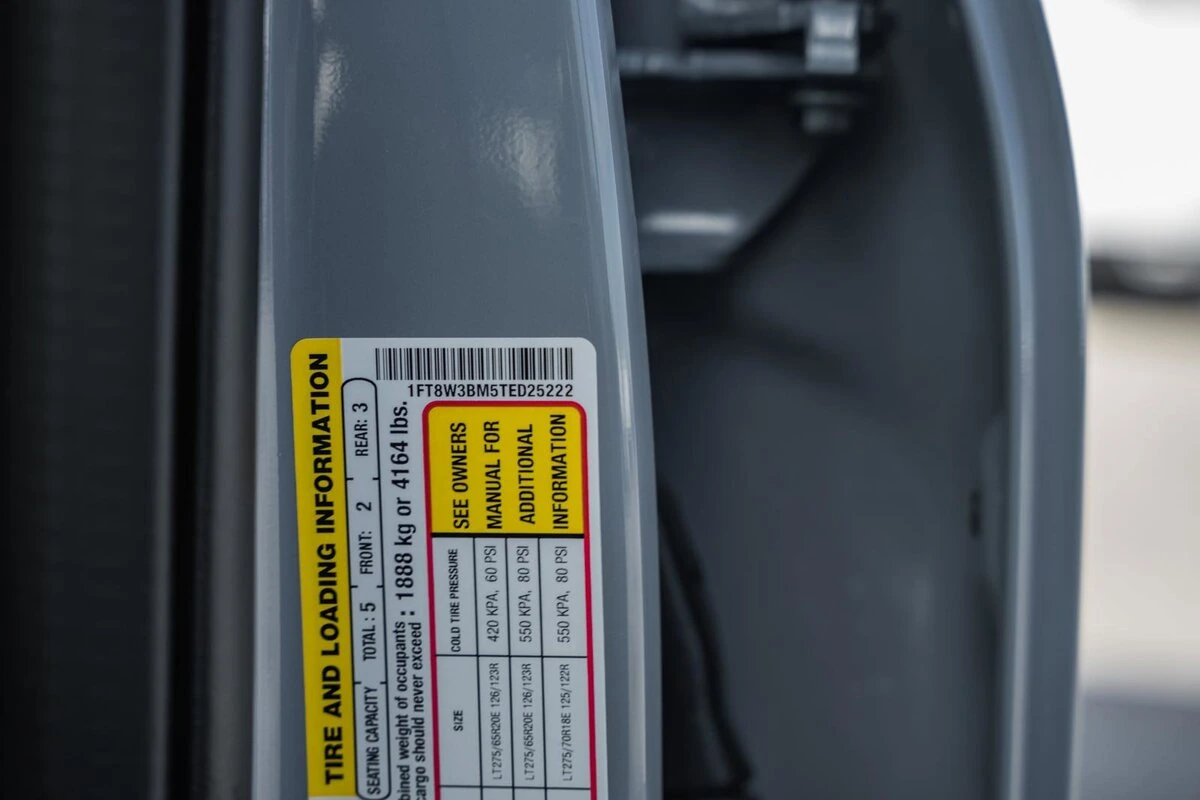 1FT8W3BM5TED25222
TIRE AND LOADING INFORMATION
SEATING CAPACITY TOTAL : 5 FRONT: 2 REAR: 3
bined weight of occupants : 1888 kg or 4164 lbs.
cargo should never exceed :
SIZE COLD TIRE PRESSURE SEE OWNERS
LT275/65R20E 126/123R 420 KPA, 60 PSI MANUAL FOR
LT275/65R20E 126/123R 550 KPA, 80 PSI ADDITIONAL
LT275/70R18E 125/122R 550 KPA, 80 PSI INFORMATION